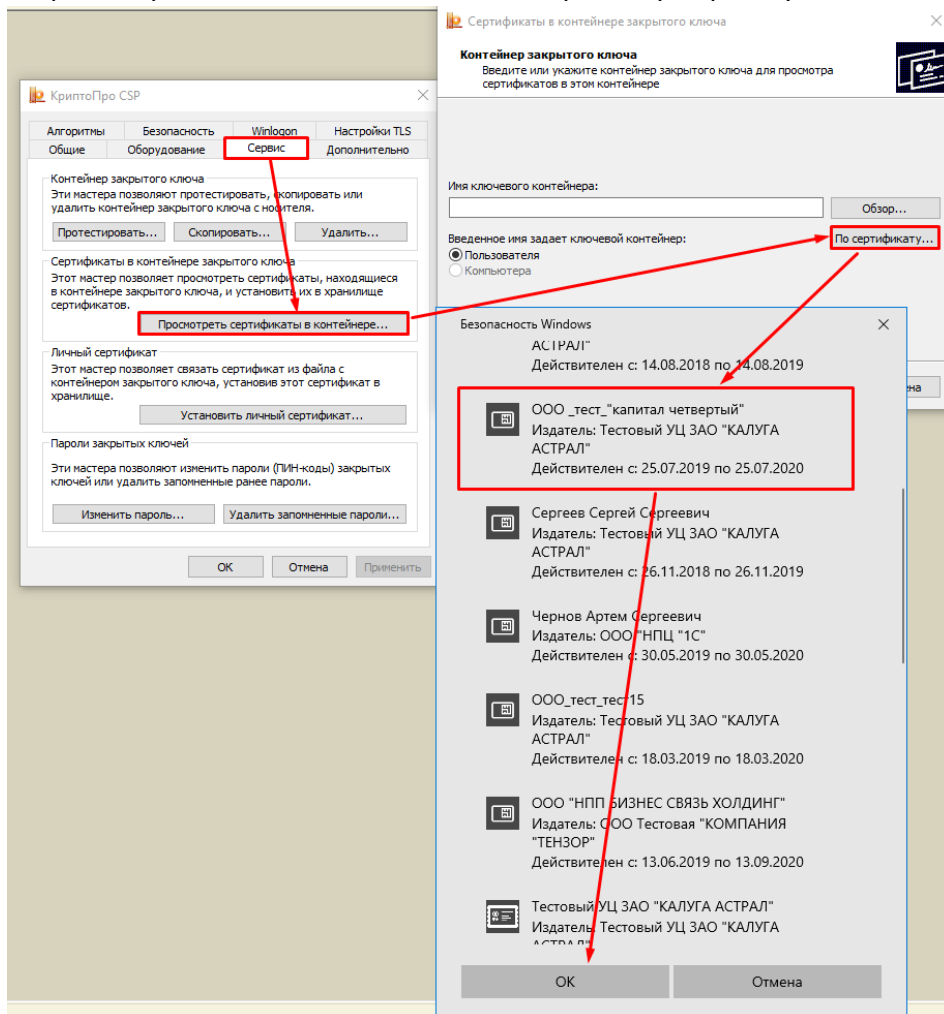 КриптоПро CSP
Алгоритмы Безопасность Winlogon Настройки TLS
Общие Оборудование Сервис Дополнительно
Контейнер закрытого ключа
Эти мастера позволяют протестировать, скопировать или
удалить контейнер закрытого ключа с носителя.
Протестировать... Скопировать... Удалить...
Сертификаты в контейнере закрытого ключа
Этот мастер позволяет просмотреть сертификаты, находящиеся
в контейнере закрытого ключа, и установить их в хранилище
сертификатов.
Просмотреть сертификаты в контейнере...
Личный сертификат
Этот мастер позволяет связать сертификат из файла с
контейнером закрытого ключа, установив этот сертификат в
хранилище.
Установить личный сертификат...
Пароли закрытых ключей
Эти мастера позволяют изменить пароли (ПИН-коды) закрытых
ключей или удалить запомненные ранее пароли.
Изменить пароль... Удалить запомненные пароли...
ОК Отмена Применить
Сертификаты в контейнере закрытого ключа
Контейнер закрытого ключа
Введите или укажите контейнер закрытого ключа для просмотра
сертификатов в этом контейнере
Имя ключевого контейнера:
Обзор...
Введенное имя задает ключевой контейнер:
По сертификату...
Пользователя
Компьютера
Безопасность Windows
АСТРАЛ"
Действителен с: 14.08.2018 по 14.08.2019
ООО _тест_"капитал четвертый"
Издатель: Тестовый УЦ ЗАО "КАЛУГА
АСТРАЛ"
Действителен с: 25.07.2019 по 25.07.2020
Сергеев Сергей Сергеевич
Издатель: Тестовый УЦ ЗАО "КАЛУГА
АСТРАЛ"
Действителен с: 26.11.2018 по 26.11.2019
Чернов Артем Сергеевич
Издатель: ООО "НПЦ "1С"
Действителен с: 30.05.2019 по 30.05.2020
ООО_тест_тест15
Издатель: Тестовый УЦ ЗАО "КАЛУГА
АСТРАЛ"
Действителен с: 18.03.2019 по 18.03.2020
ООО "НПП БИЗНЕС СВЯЗЬ ХОЛДИНГ"
Издатель: ООО Тестовая "КОМПАНИЯ
"ТЕНЗОР"
Действителен с: 13.06.2019 по 13.09.2020
Тестовый УЦ ЗАО "КАЛУГА АСТРАЛ"
Издатель: Тестовый УЦ ЗАО "КАЛУГА
АСТРАЛ"
ОК Отмена